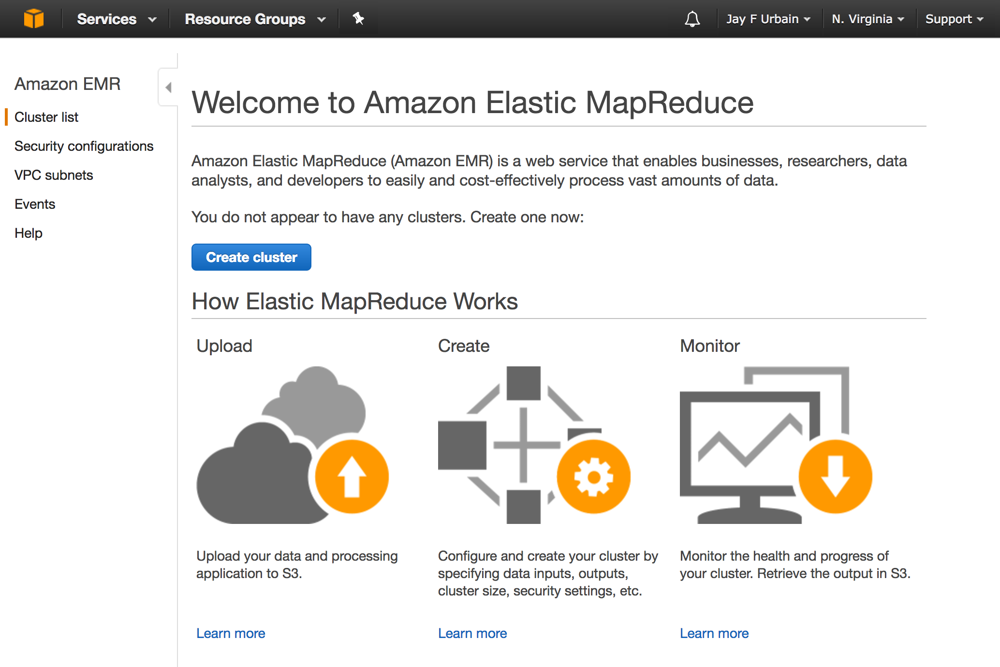 Services
Resource Groups
Jay F Urbain
N. Virginia
Support
Amazon EMR
Cluster list
Security configurations
VPC subnets
Events
Help
Welcome to Amazon Elastic MapReduce
Amazon Elastic MapReduce (Amazon EMR) is a web service that enables businesses, researchers, data
analysts, and developers to easily and cost-effectively process vast amounts of data.
You do not appear to have any clusters. Create one now:
Create cluster
How Elastic MapReduce Works
Upload
Upload your data and processing
application to S3.
Learn more
Create
Configure and create your cluster by
specifying data inputs, outputs,
cluster size, security settings, etc.
Learn more
Monitor
Monitor the health and progress of
your cluster. Retrieve the output in S3.
Learn more